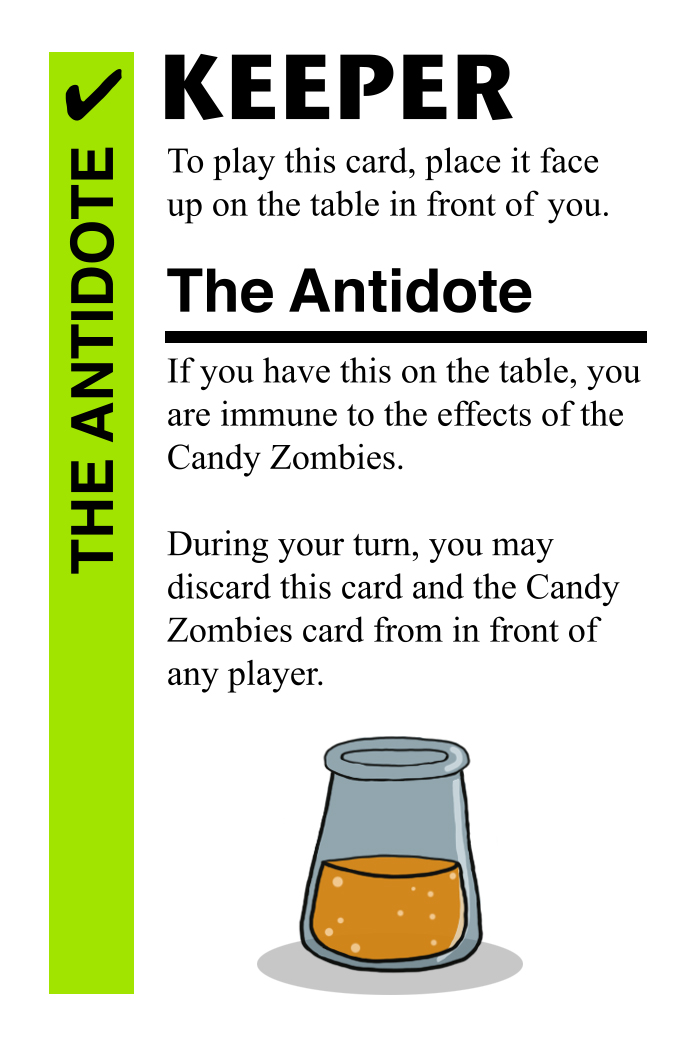 ✔ KEEPER
THE ANTIDOTE
To play this card, place it face
up on the table in front of you.
The Antidote
If you have this on the table, you
are immune to the effects of the
Candy Zombies.
During your turn, you may
discard this card and the Candy
Zombies card from in front of
any player.